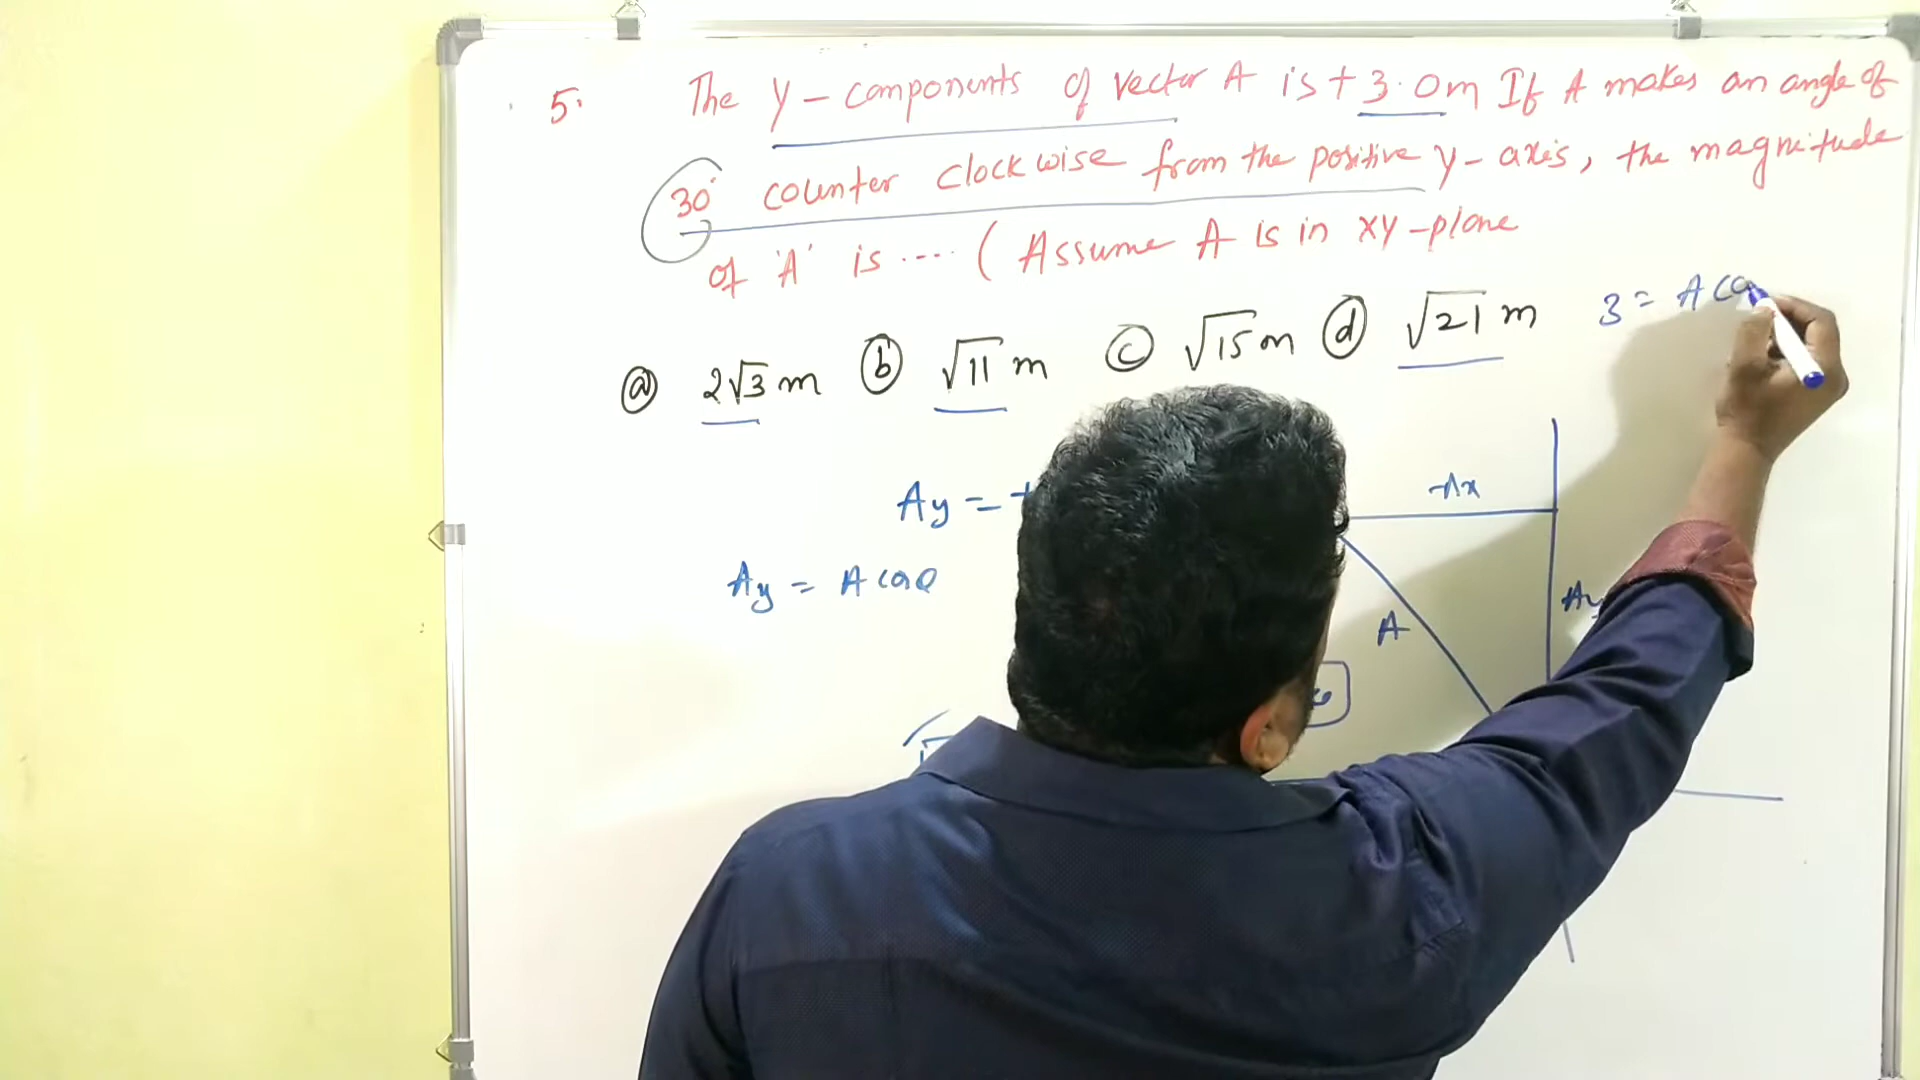 5. The y - components of vector A is + 3.0m If A makes an angle of
30° counter clockwise from the positive y-axis, the magnitude
of 'A' is .... ( Assume A is in xy-plane
(a) 2√3 m (b) √11 m (c) √15 m (d) √21 m
3 = A co
-Ax
Ay = +
Ay = A cos θ
A